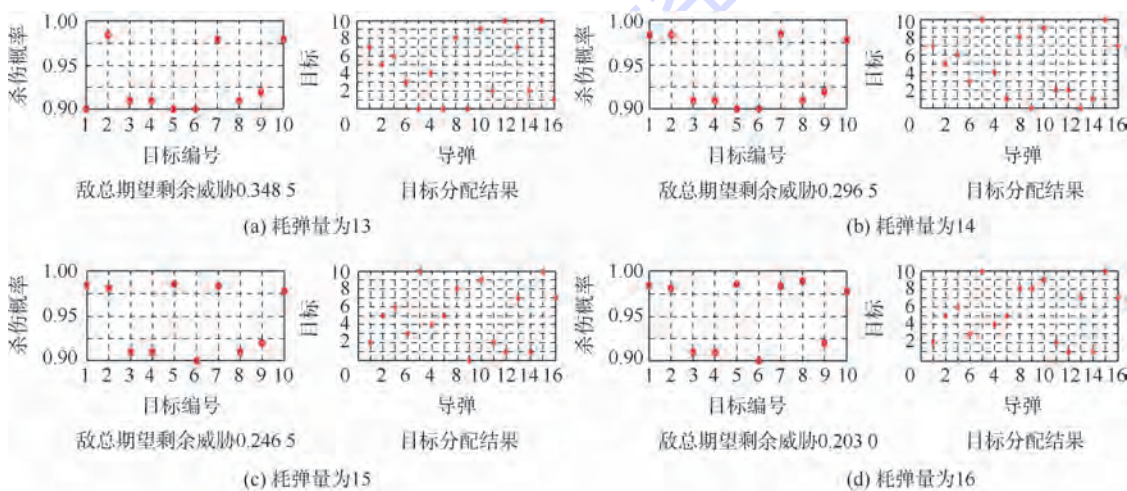 1.00
0.95
0.90
杀伤概率
1 2 3 4 5 6 7 8 9 10
目标编号
敌总期望剩余威胁0.348 5
10
8
6
4
2
目标
0 2 6 4 8 10 12 14 16
导弹
目标分配结果
(a) 耗弹量为13
1.00
0.95
0.90
杀伤概率
1 2 3 4 5 6 7 8 9 10
目标编号
敌总期望剩余威胁0.296 5
10
8
6
4
2
目标
0 2 6 4 8 10 12 14 16
导弹
目标分配结果
(b) 耗弹量为14
1.00
0.95
0.90
杀伤概率
1 2 3 4 5 6 7 8 9 10
目标编号
敌总期望剩余威胁0.246 5
10
8
6
4
2
目标
0 2 6 4 8 10 12 14 16
导弹
目标分配结果
(c) 耗弹量为15
1.00
0.95
0.90
杀伤概率
1 2 3 4 5 6 7 8 9 10
目标编号
敌总期望剩余威胁0.203 0
10
8
6
4
2
目标
0 2 6 4 8 10 12 14 16
导弹
目标分配结果
(d) 耗弹量为16